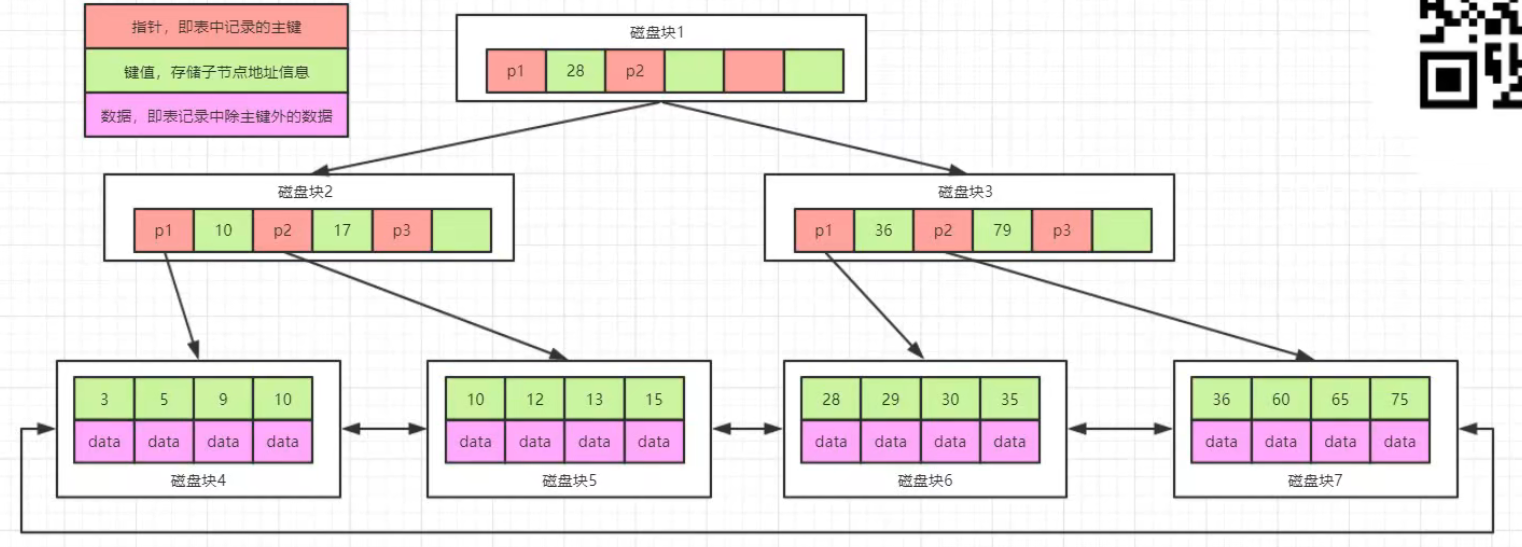 指针，即表中记录的主键
键值，存储子节点地址信息
数据，即表记录中除主键外的数据
磁盘块1
p1 28 p2
磁盘块2
p1 10 p2 17 p3
磁盘块3
p1 36 p2 79 p3
3 5 9 10
data data data data
磁盘块4
10 12 13 15
data data data data
磁盘块5
28 29 30 35
data data data data
磁盘块6
36 60 65 75
data data data data
磁盘块7